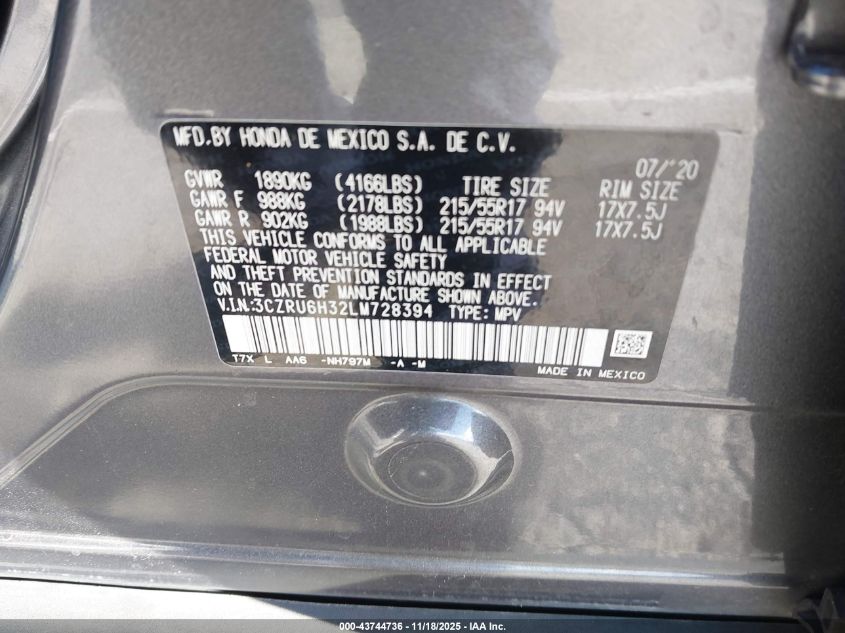 MFD.BY HONDA DE MEXICO S.A. DE C.V.
07/'20
GVWR 1890KG (4166LBS) TIRE SIZE RIM SIZE
GAWR F 988KG (2178LBS) 215/55R17 94V 17X7.5J
GAWR R 902KG (1988LBS) 215/55R17 94V 17X7.5J
THIS VEHICLE CONFORMS TO ALL APPLICABLE
FEDERAL MOTOR VEHICLE SAFETY
AND THEFT PREVENTION STANDARDS IN EFFECT
ON THE DATE OF MANUFACTURE SHOWN ABOVE.
V.I.N:3CZRU6H32LM728394 TYPE: MPV
T7X L AA6 -NH797M -A -M
MADE IN MEXICO
000-43744736 - 11/18/2025 - IAA Inc.